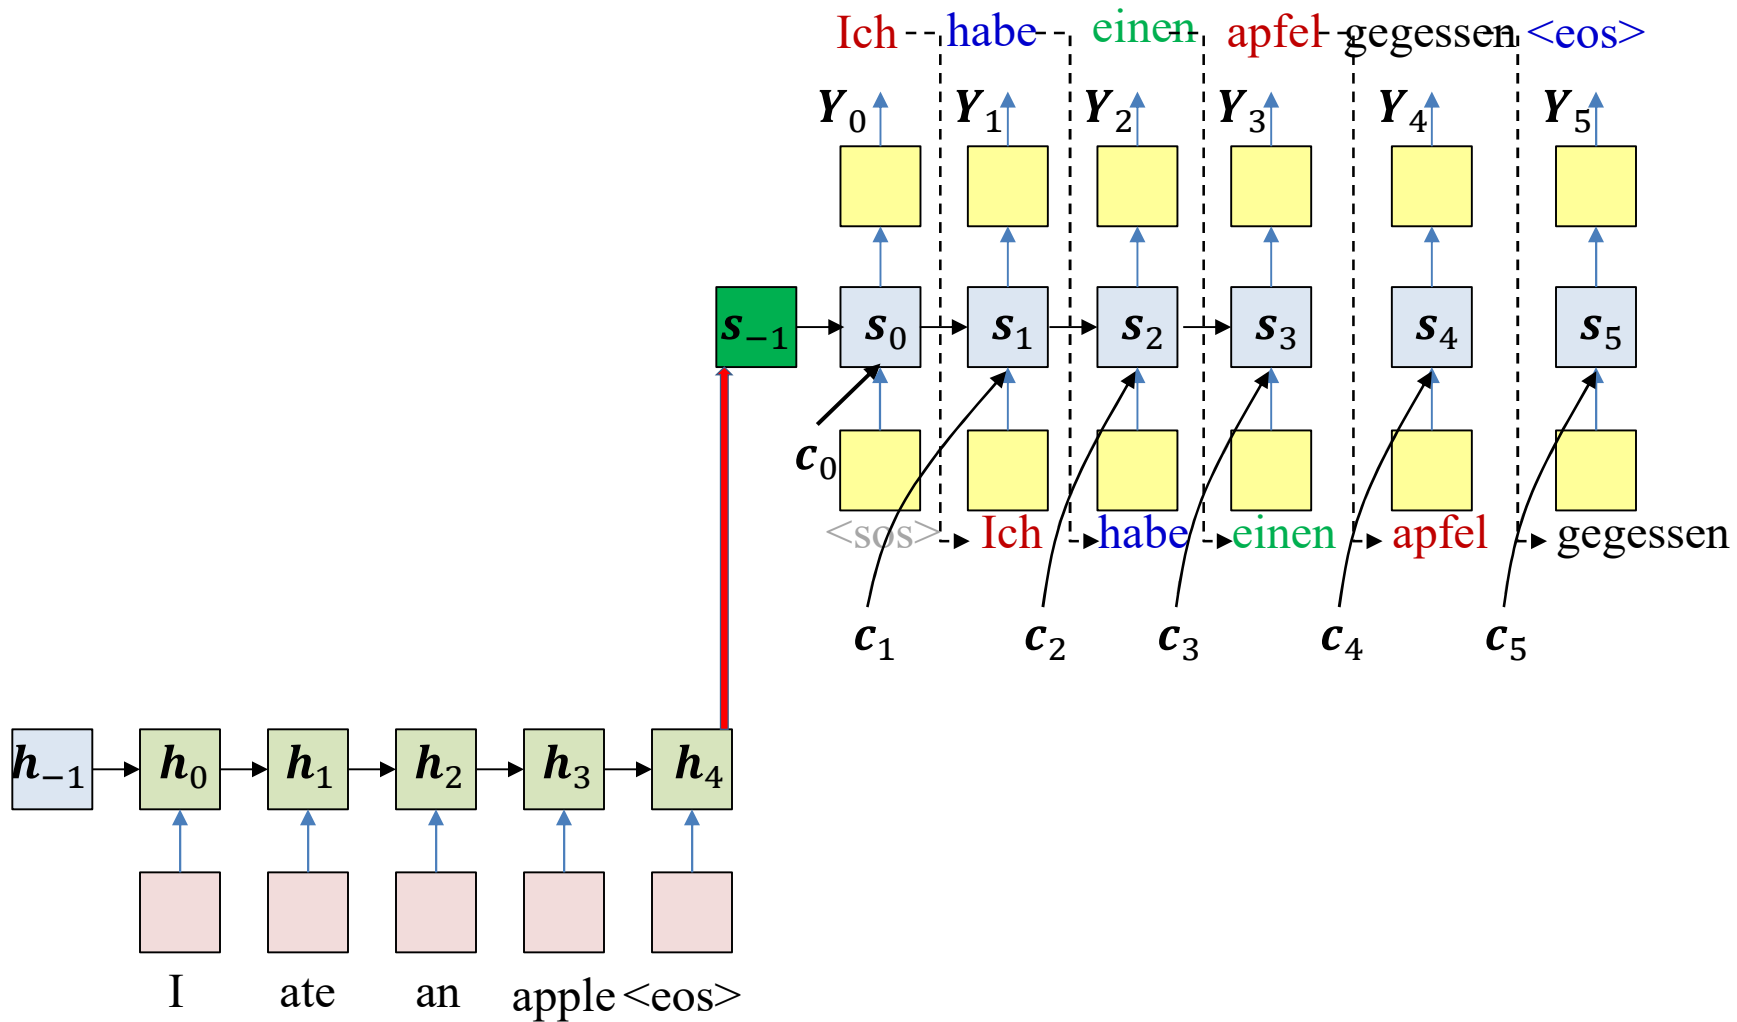 Ich habe einen apfel gegessen <eos>
Y0 Y1 Y2 Y3 Y4 Y5
s−1 s0 s1 s2 s3 s4 s5
c0
<sos> Ich habe einen apfel gegessen
c1 c2 c3 c4 c5
h−1 h0 h1 h2 h3 h4
I ate an apple <eos>